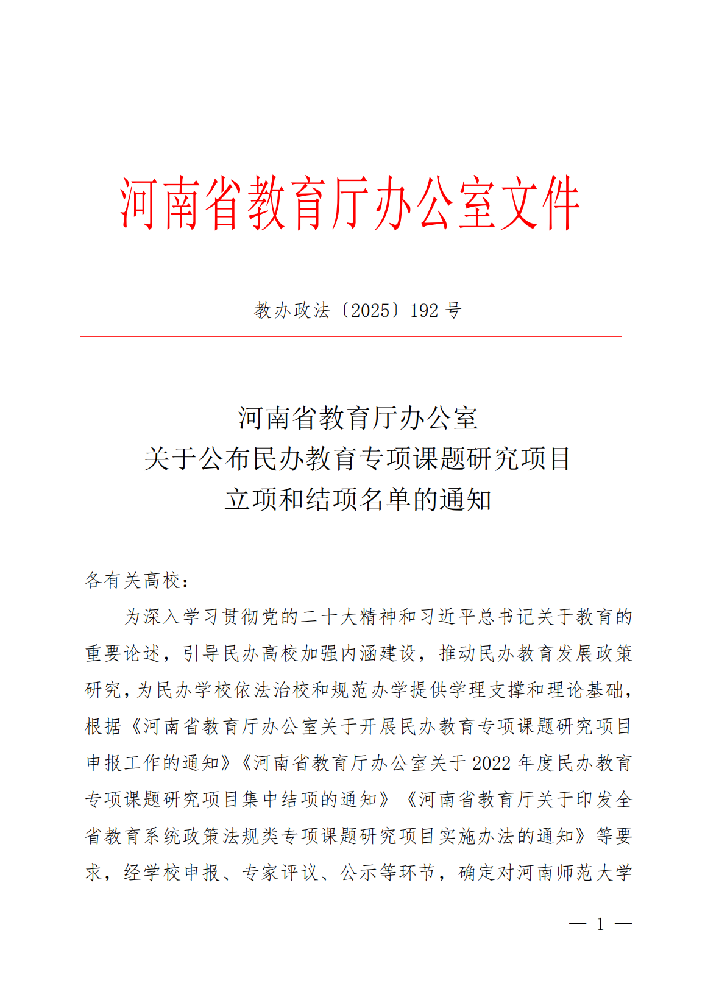 河南省教育厅办公室文件
教办政法〔2025〕192 号
河南省教育厅办公室
关于公布民办教育专项课题研究项目
立项和结项名单的通知
各有关高校：
为深入学习贯彻党的二十大精神和习近平总书记关于教育的
重要论述，引导民办高校加强内涵建设，推动民办教育发展政策
研究，为民办学校依法治校和规范办学提供学理支撑和理论基础，
根据《河南省教育厅办公室关于开展民办教育专项课题研究项目
申报工作的通知》《河南省教育厅办公室关于 2022 年度民办教育
专项课题研究项目集中结项的通知》《河南省教育厅关于印发全
省教育系统政策法规类专项课题研究项目实施办法的通知》等要
求，经学校申报、专家评议、公示等环节，确定对河南师范大学
— 1 —